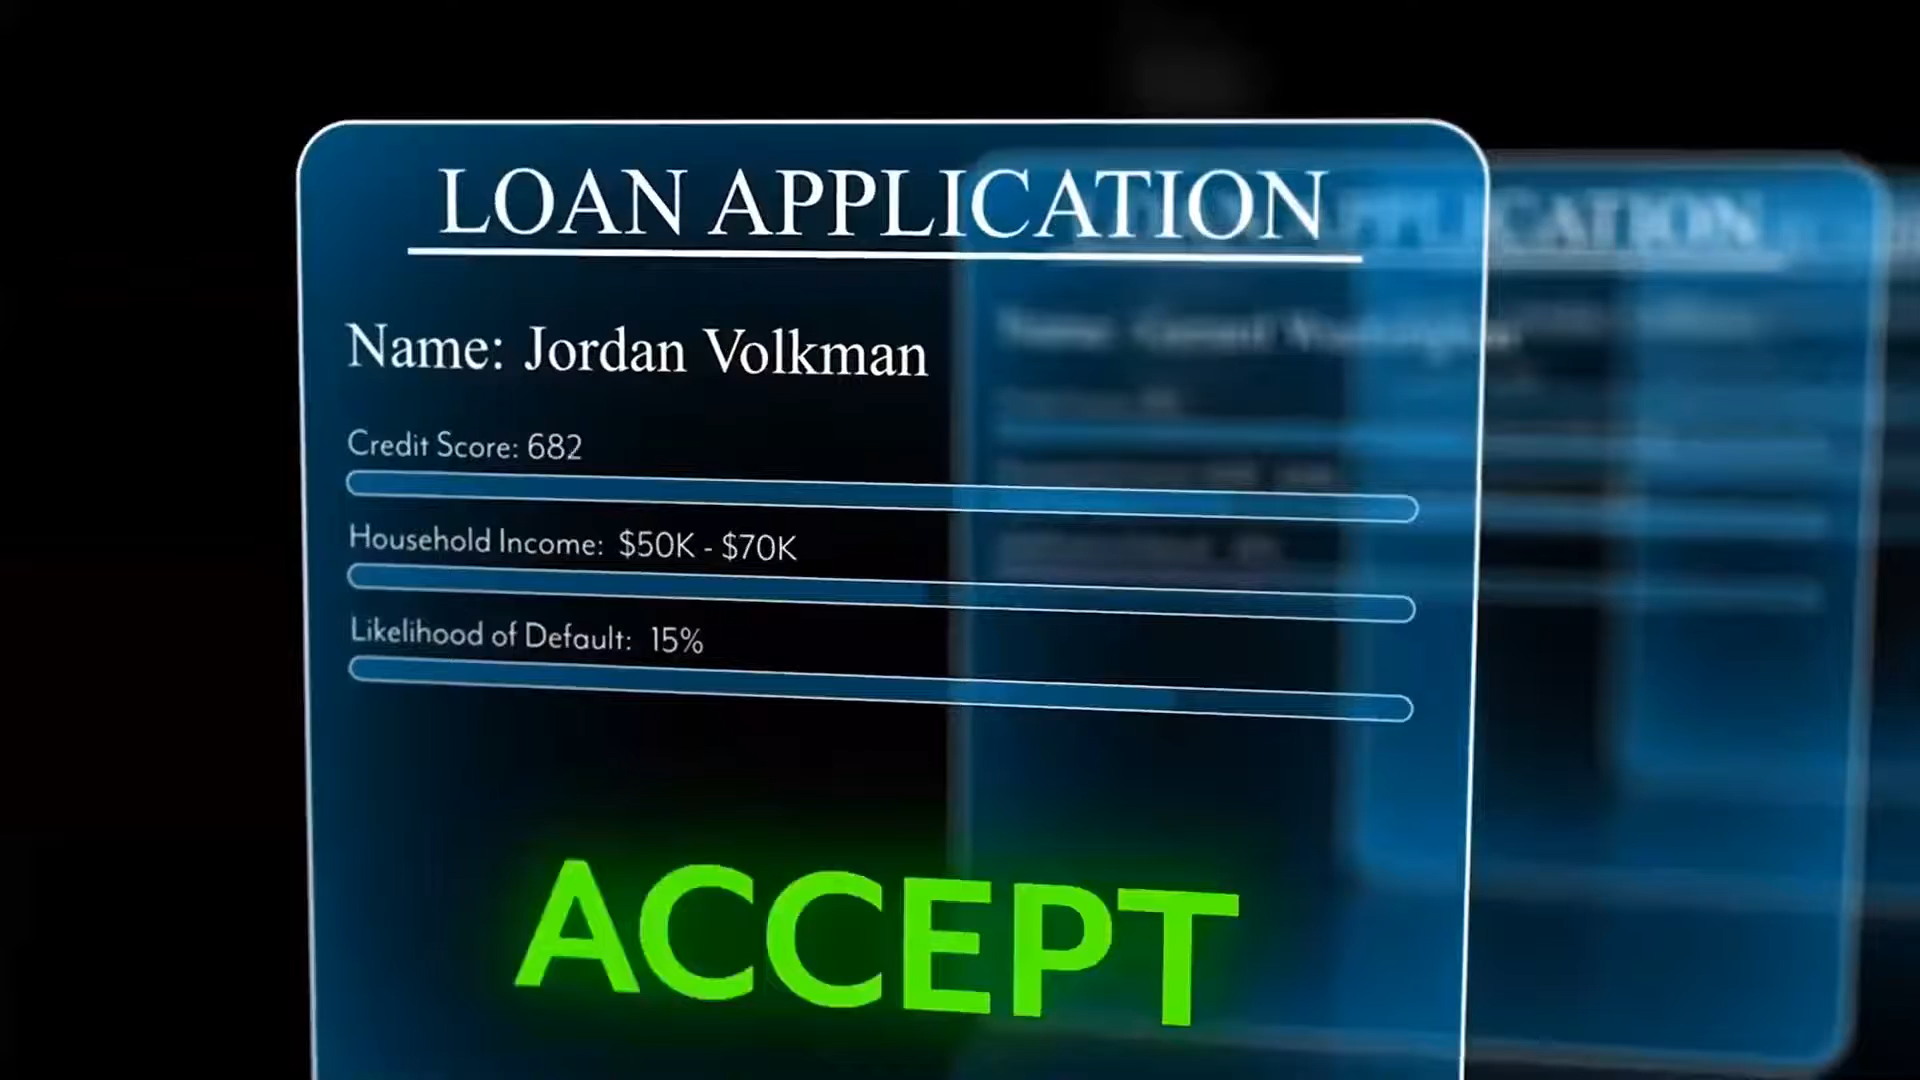 LOAN APPLICATION
Name: Jordan Volkman
Credit Score: 682
Household Income: $50K - $70K
Likelihood of Default: 15%
ACCEPT